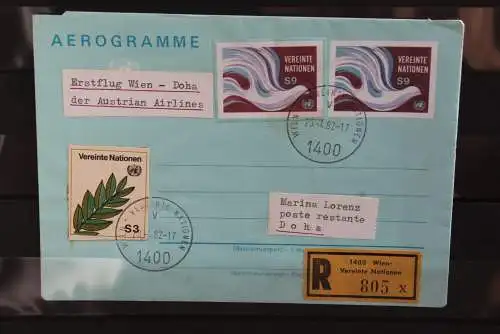 AEROGRAMME
Erstflug Wien - Doha
der Austrian Airlines
VEREINTE
NATIONEN
S9
VEREINTE
NATIONEN
S9
1400
Vereinte Nationen
S3
1400
Marina Lorenz
poste restante
Doha
R
1400 Wien-
Vereinte Nationen
805 x